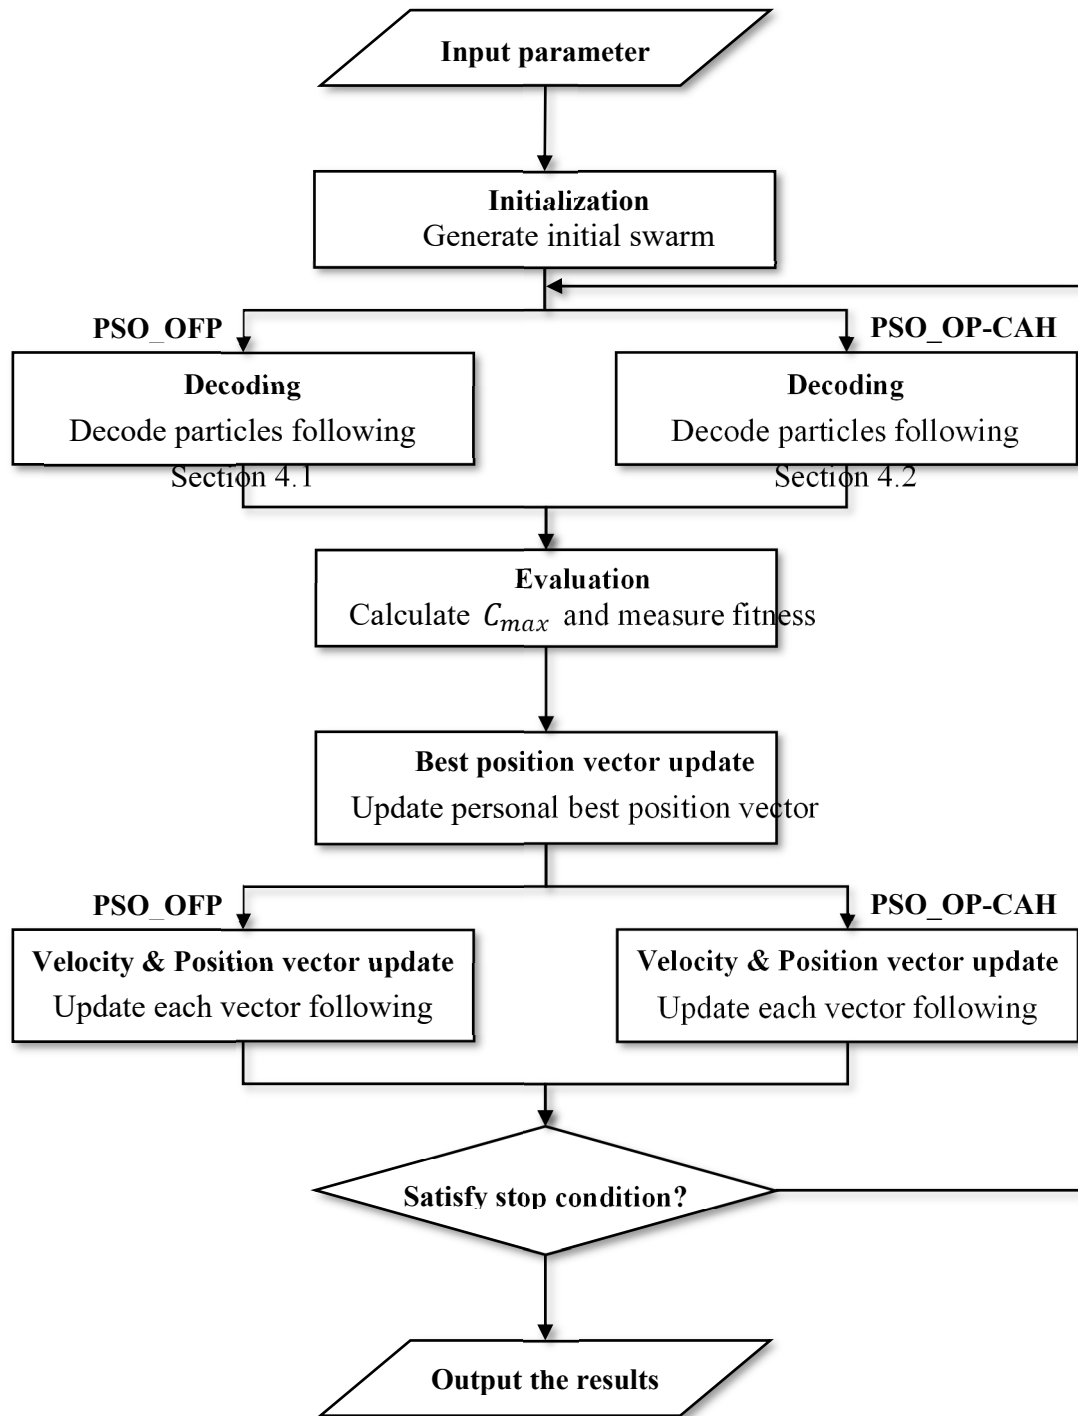 Input parameter
Initialization
Generate initial swarm
PSO_OFP
PSO_OP-CAH
Decoding
Decode particles following
Section 4.1
Decoding
Decode particles following
Section 4.2
Evaluation
Calculate C_max and measure fitness
Best position vector update
Update personal best position vector
PSO_OFP
PSO_OP-CAH
Velocity & Position vector update
Update each vector following
Velocity & Position vector update
Update each vector following
Satisfy stop condition?
Output the results